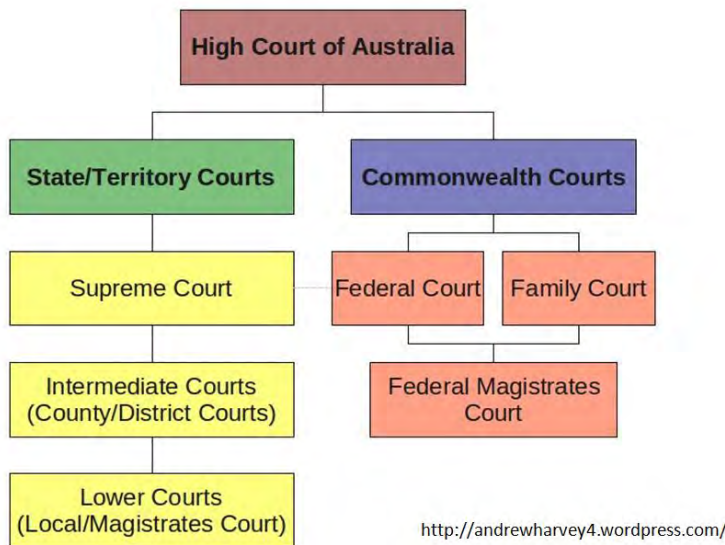 High Court of Australia
State/Territory Courts
Commonwealth Courts
Supreme Court
Federal Court
Family Court
Intermediate Courts
(County/District Courts)
Federal Magistrates
Court
Lower Courts
(Local/Magistrates Court)
http://andrewharvey4.wordpress.com/